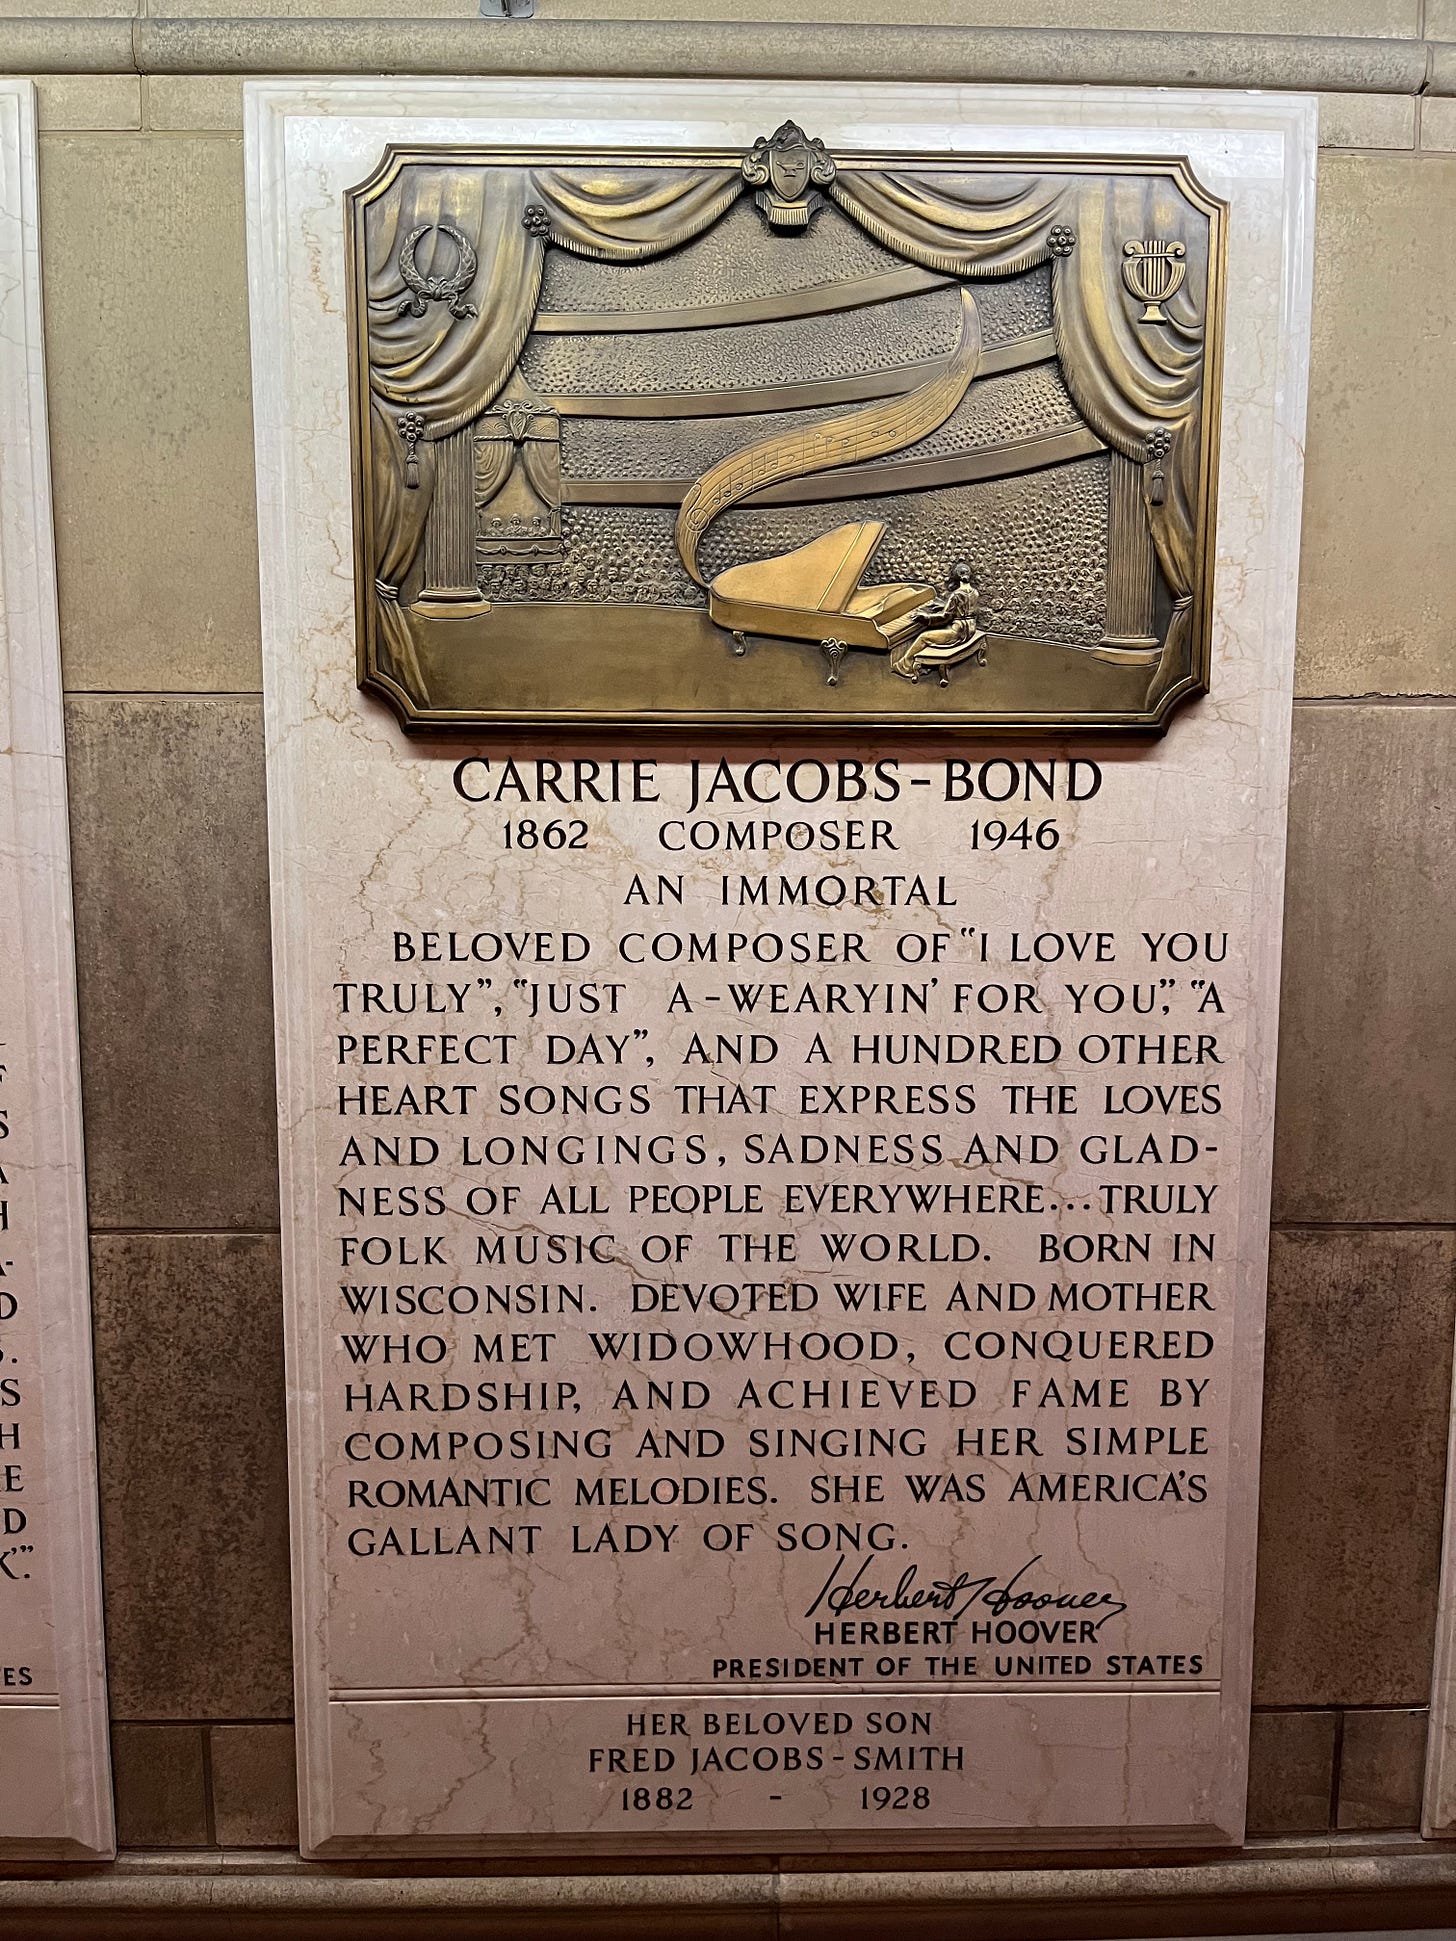 CARRIE JACOBS-BOND
1862 COMPOSER 1946
AN IMMORTAL
BELOVED COMPOSER OF “I LOVE YOU
TRULY”, “JUST A-WEARYIN’ FOR YOU”, “A
PERFECT DAY”, AND A HUNDRED OTHER
HEART SONGS THAT EXPRESS THE LOVES
AND LONGINGS, SADNESS AND GLAD-
NESS OF ALL PEOPLE EVERYWHERE... TRULY
FOLK MUSIC OF THE WORLD. BORN IN
WISCONSIN. DEVOTED WIFE AND MOTHER
WHO MET WIDOWHOOD, CONQUERED
HARDSHIP, AND ACHIEVED FAME BY
COMPOSING AND SINGING HER SIMPLE
ROMANTIC MELODIES. SHE WAS AMERICA’S
GALLANT LADY OF SONG.
Herbert Hoover
HERBERT HOOVER
PRESIDENT OF THE UNITED STATES
HER BELOVED SON
FRED JACOBS-SMITH
1882 - 1928